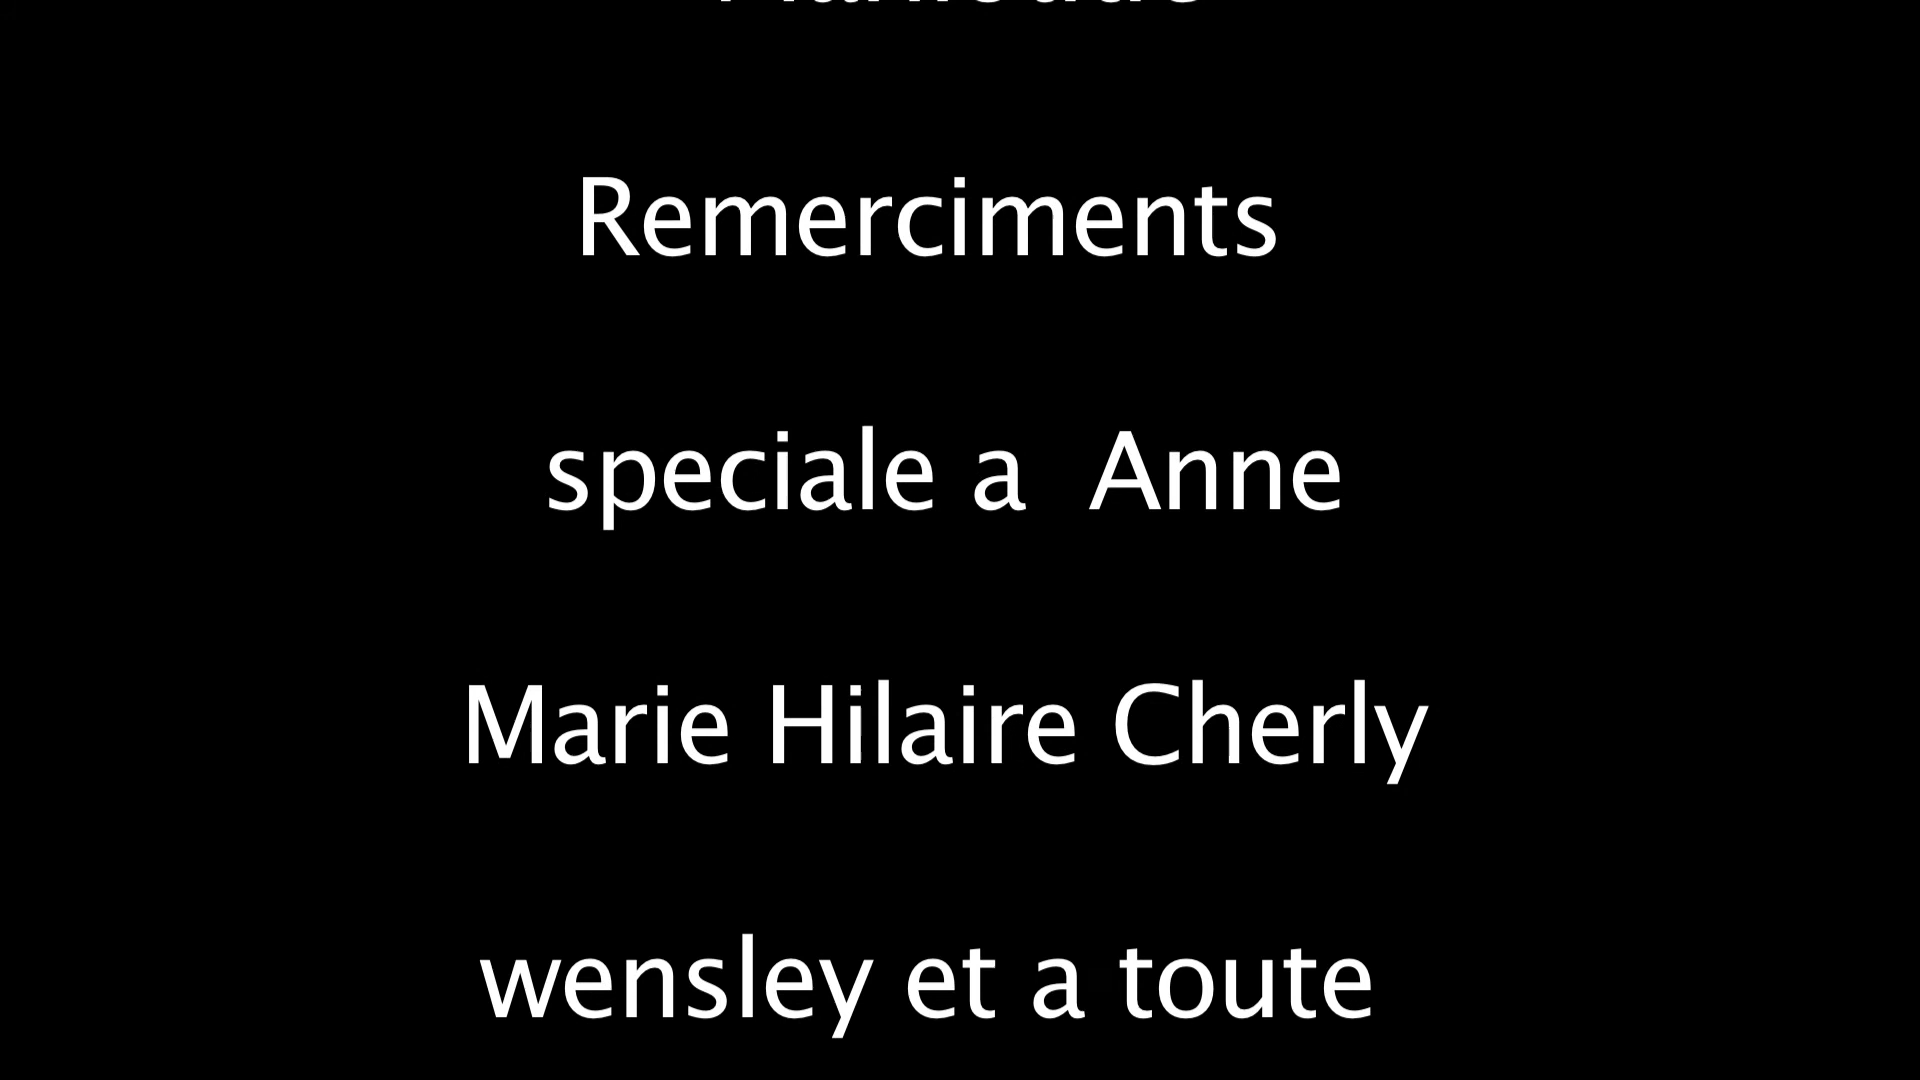 Remerciments
speciale a  Anne
Marie Hilaire Cherly
wensley et a toute